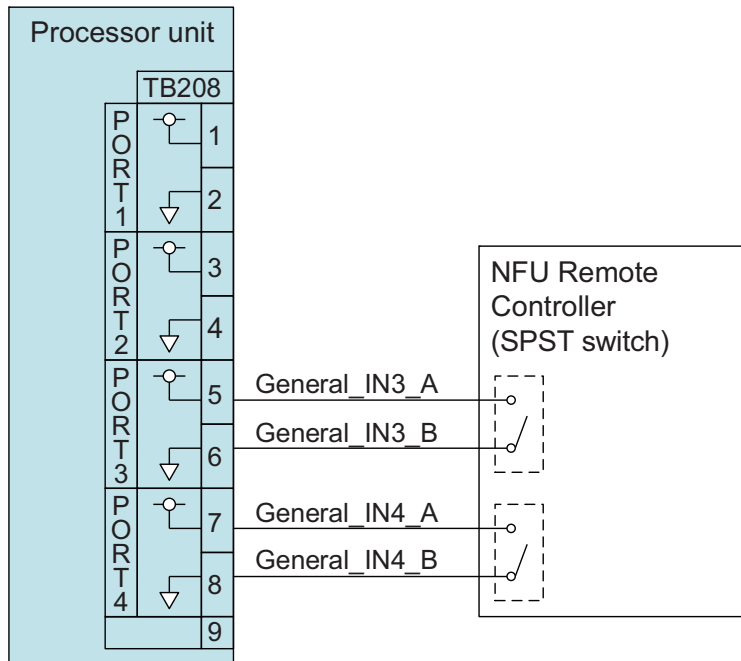 Processor unit
TB208
PORT1
1
2
PORT2
3
4
PORT3
5
6
PORT4
7
8
9
General_IN3_A
General_IN3_B
General_IN4_A
General_IN4_B
NFU Remote
Controller
(SPST switch)